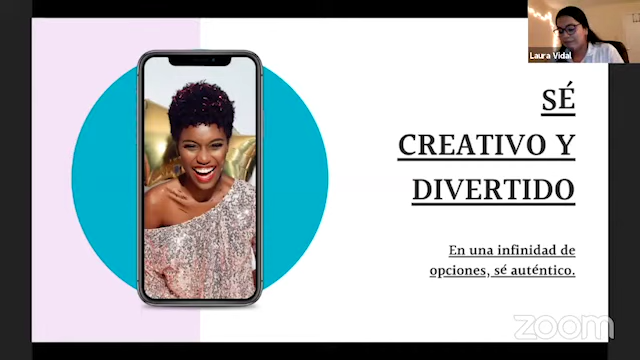 Laura Vidal
SÉ
CREATIVO Y
DIVERTIDO
En una infinidad de
opciones, sé auténtico.
zoom